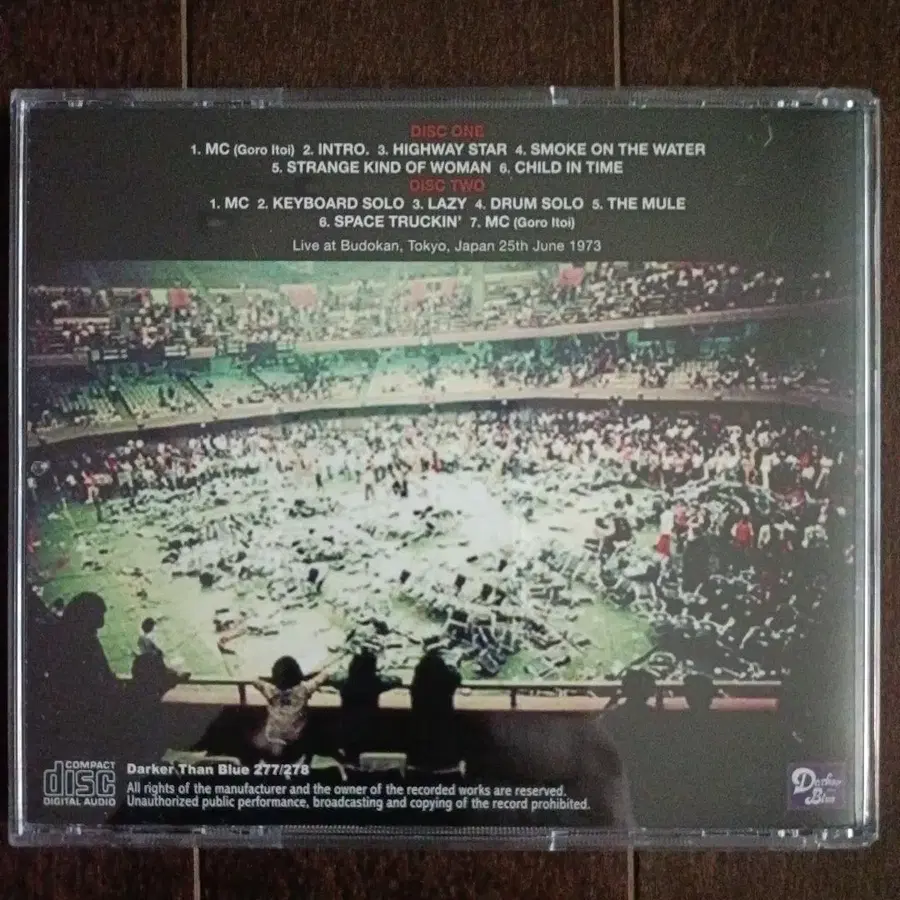 DISC ONE
1. MC (Goro Itoi) 2. INTRO. 3. HIGHWAY STAR 4. SMOKE ON THE WATER
5. STRANGE KIND OF WOMAN 6. CHILD IN TIME
DISC TWO
1. MC 2. KEYBOARD SOLO 3. LAZY 4. DRUM SOLO 5. THE MULE
6. SPACE TRUCKIN' 7. MC (Goro Itoi)
Live at Budokan, Tokyo, Japan 25th June 1973
COMPACT
disc
DIGITAL AUDIO
Darker Than Blue 277/278
All rights of the manufacturer and the owner of the recorded works are reserved.
Unauthorized public performance, broadcasting and copying of the record prohibited.
Darker
Blue